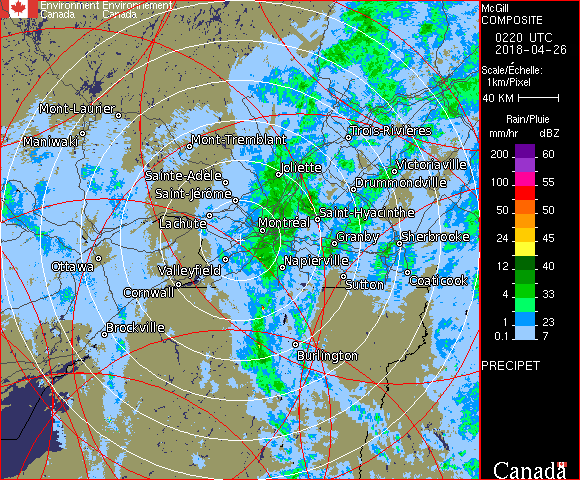 Environment Environnement
Canada Canada
Mont-Laurier
Maniwaki
Mont-Tremblant
Trois-Rivières
Sainte-Adèle
Joliette
Victoriaville
Saint-Jérôme
Drummondville
Lachute
Montréal
Saint-Hyacinthe
Granby
Sherbrooke
Ottawa
Valleyfield
Napierville
Cornwall
Sutton
Coaticook
Brockville
Burlington
McGill
COMPOSITE
0220 UTC
2018-04-26
Scale/Échelle:
1km/Pixel
40 KM
Rain/Pluie
mm/hr dBZ
200 60
100 55
50 50
24 45
12 40
4 33
1 23
0.1 7
PRECIPET
Canada